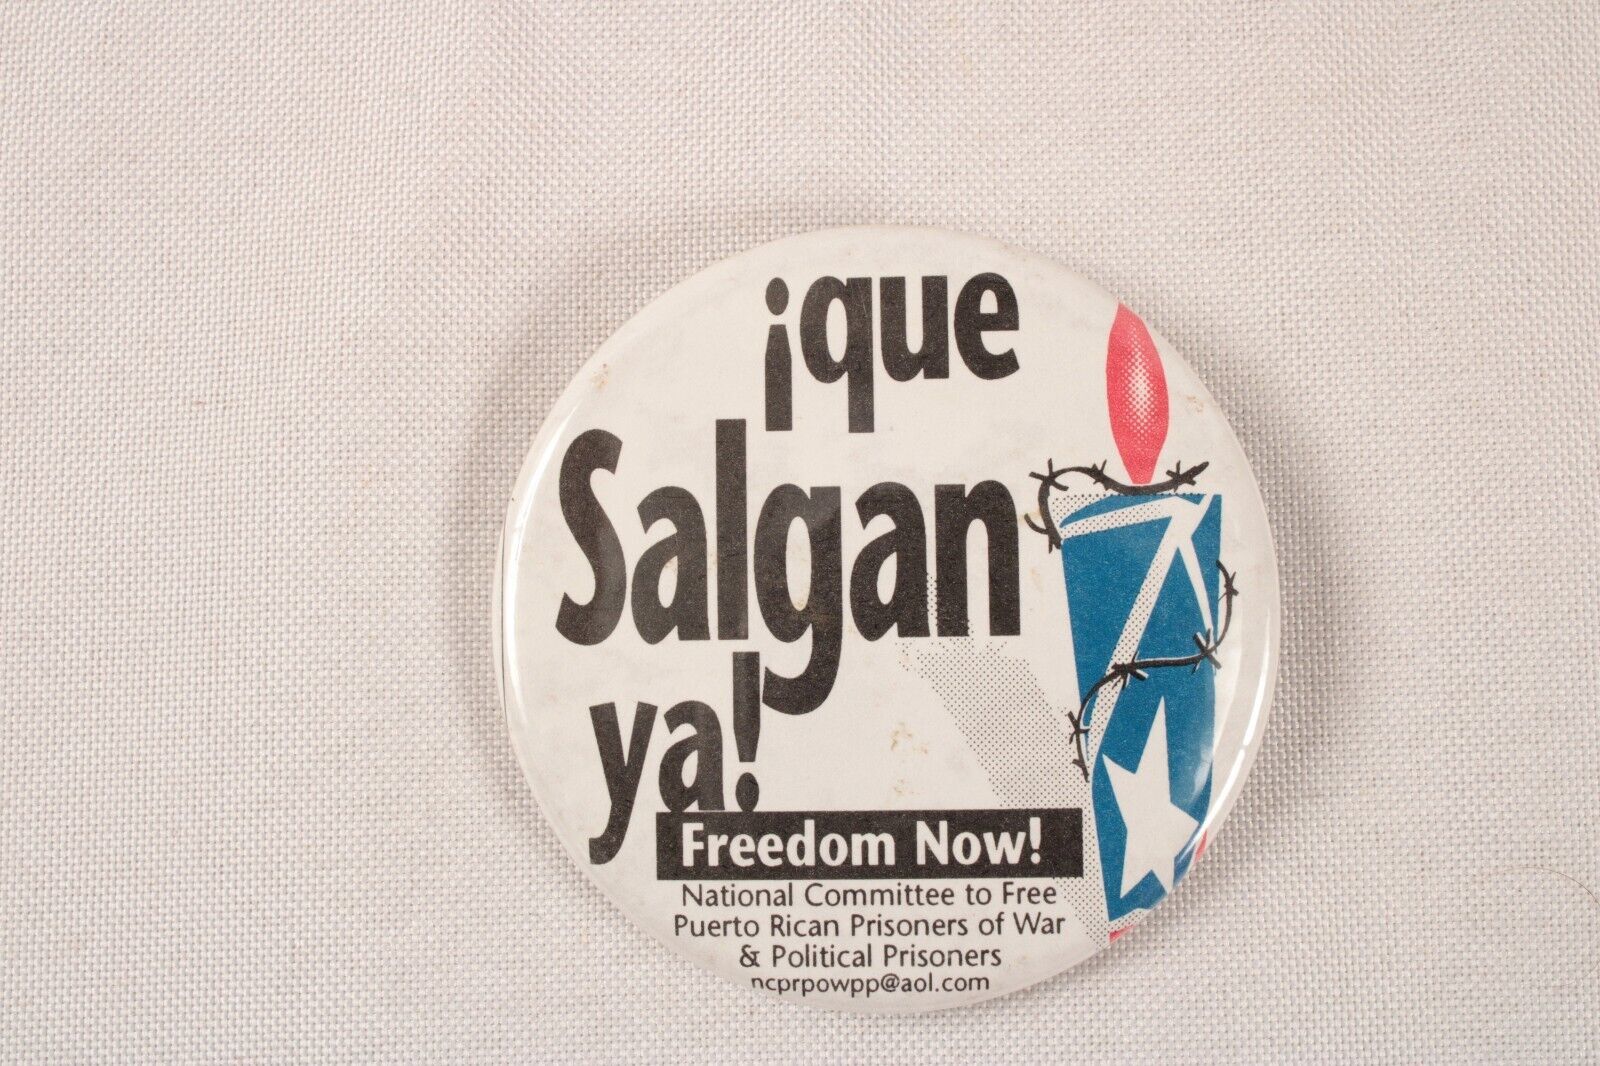 ¡que
Salgan
ya!
Freedom Now!
National Committee to Free
Puerto Rican Prisoners of War
& Political Prisoners
ncprpowpp@aol.com